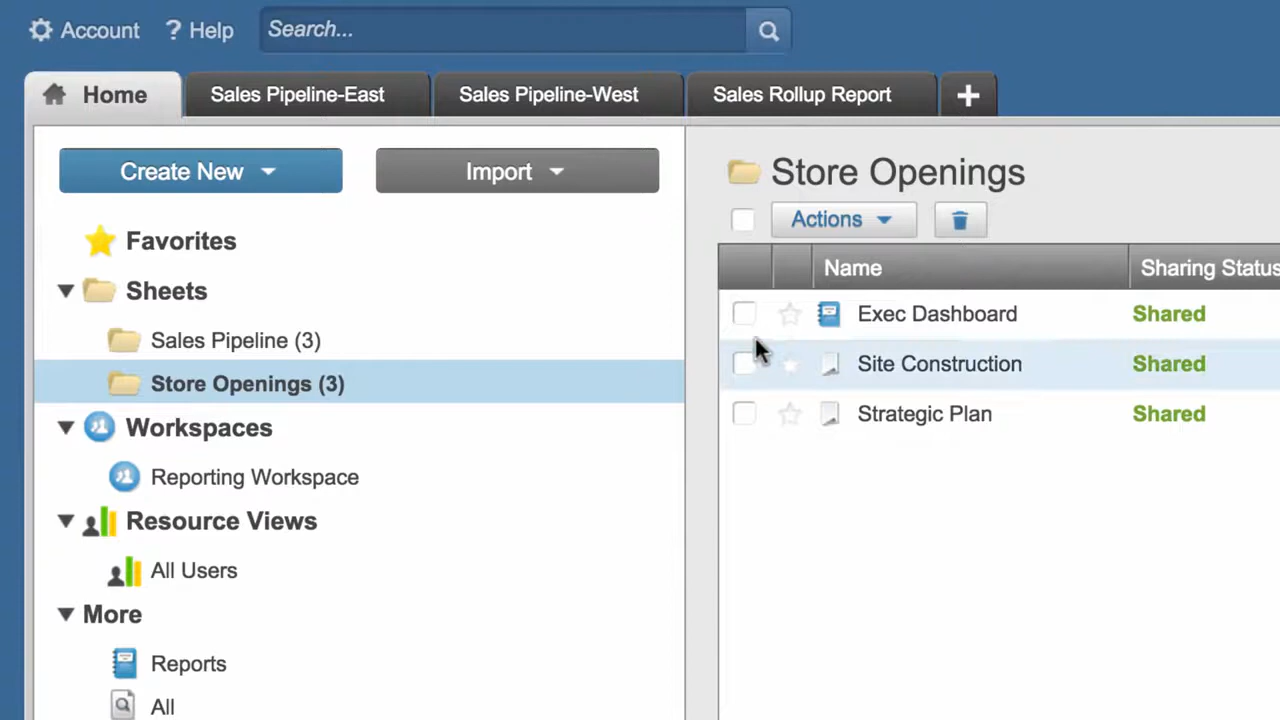 Account ? Help Search...
Home Sales Pipeline-East Sales Pipeline-West Sales Rollup Report +
Create New Import
Favorites
Sheets
Sales Pipeline (3)
Store Openings (3)
Workspaces
Reporting Workspace
Resource Views
All Users
More
Reports
All
Store Openings
Actions
Name Sharing Status
Exec Dashboard Shared
Site Construction Shared
Strategic Plan Shared